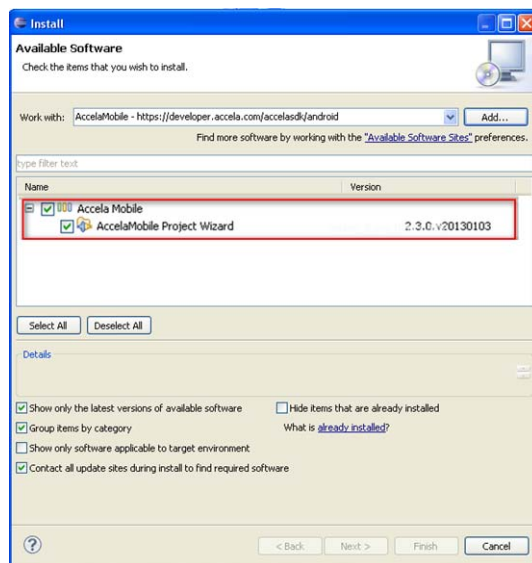 Install
Available Software
Check the items that you wish to install.
Work with: AccelaMobile - https://developer.accela.com/accelasdk/android Add...
Find more software by working with the "Available Software Sites" preferences.
type filter text
Name Version
Accela Mobile
AccelaMobile Project Wizard 2.3.0.v20130103
Select All Deselect All
Details
Show only the latest versions of available software Hide items that are already installed
Group items by category What is already installed?
Show only software applicable to target environment
Contact all update sites during install to find required software
? < Back Next > Finish Cancel